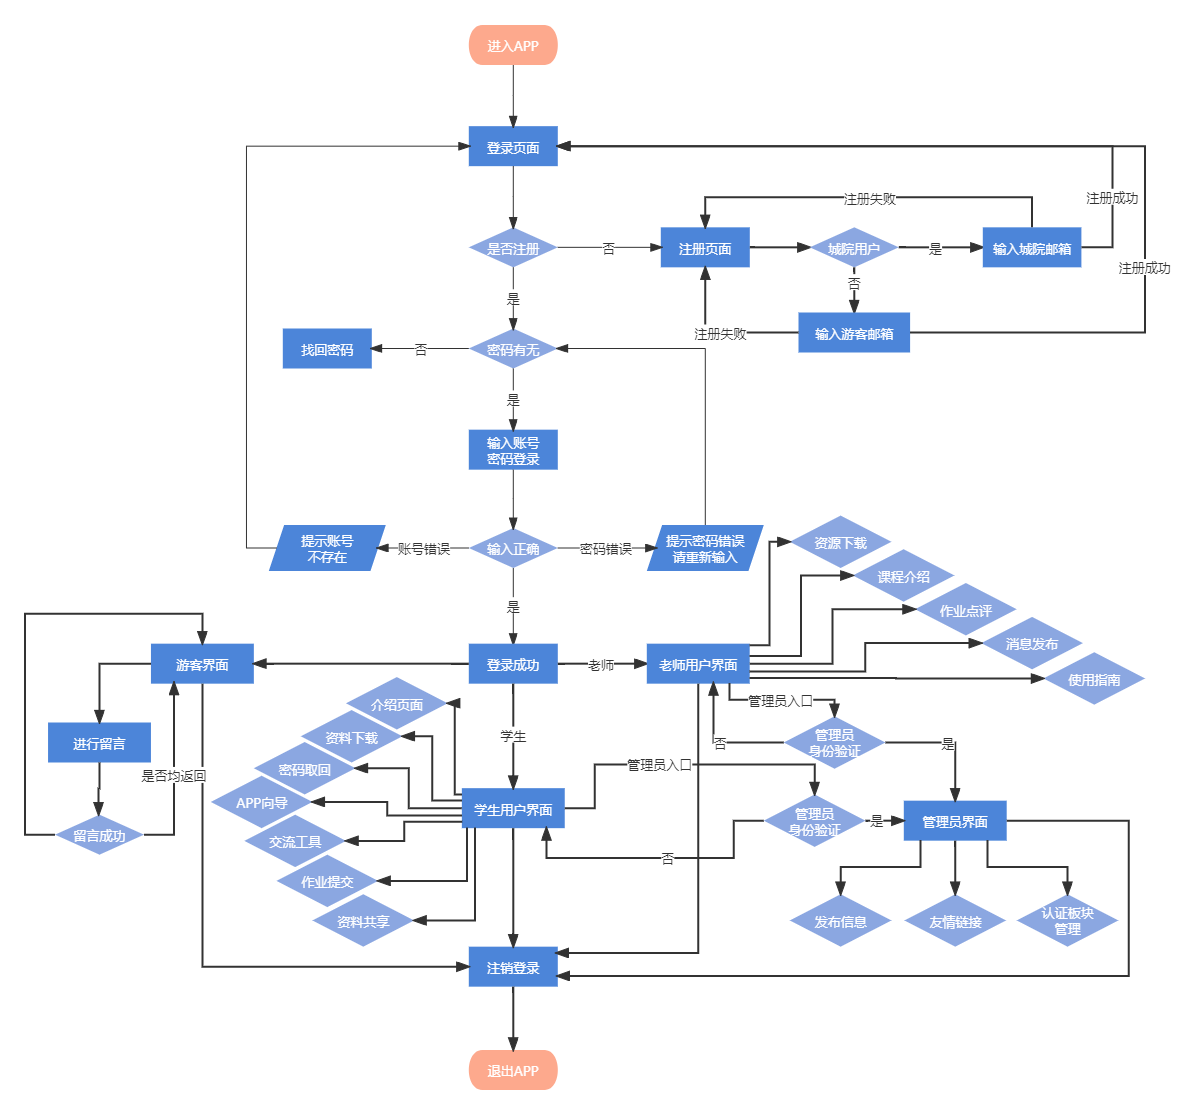 进入APP
登录页面
注册失败
注册成功
是否注册
否
注册页面
城院用户
是
输入城院邮箱
注册成功
否
是
注册失败
输入游客邮箱
找回密码
否
密码有无
是
输入账号
密码登录
提示账号
不存在
账号错误
输入正确
密码错误
提示密码错误
请重新输入
资源下载
课程介绍
是
作业点评
消息发布
游客界面
登录成功
老师
老师用户界面
使用指南
介绍页面
管理员入口
学生
资料下载
进行留言
否
管理员
身份验证
是
密码取回
管理员入口
是否均返回
APP向导
学生用户界面
管理员
身份验证
是
管理员界面
留言成功
交流工具
否
作业提交
资料共享
发布信息
友情链接
认证板块
管理
注销登录
退出APP